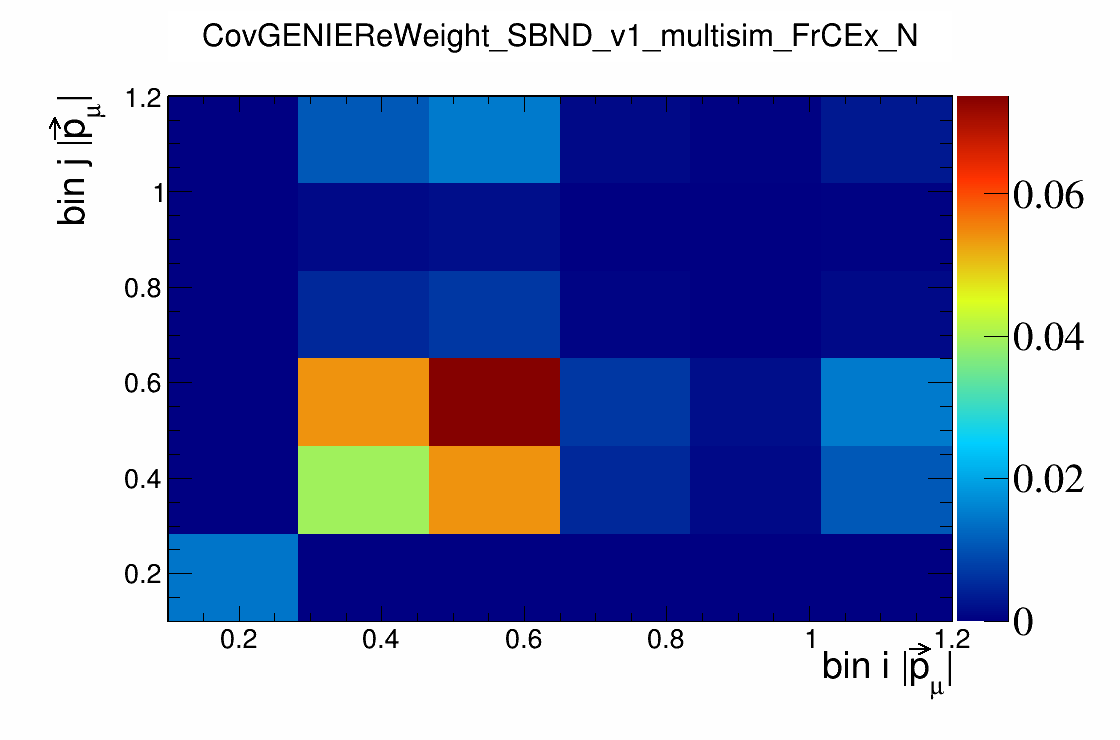 CovGENIEReWeight_SBND_v1_multisim_FrCEx_N
bin j |p⃗μ|
1.2
1
0.8
0.6
0.4
0.2
0.2 0.4 0.6 0.8 1 1.2
bin i |p⃗μ|
0.06
0.04
0.02
0